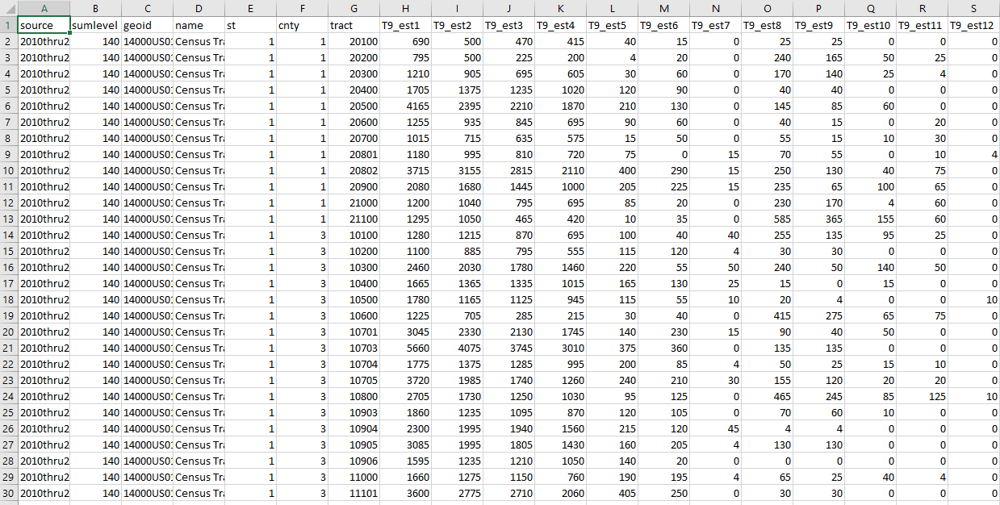 A B C D E F G H I J K L M N O P Q R S
1 source sumlevel geoid name st cnty tract T9_est1 T9_est2 T9_est3 T9_est4 T9_est5 T9_est6 T9_est7 T9_est8 T9_est9 T9_est10 T9_est11 T9_est12
2 2010thru2 140 14000US01 Census Tra 1 1 20100 690 500 470 415 40 15 0 25 25 0 0 0
3 2010thru2 140 14000US01 Census Tra 1 1 20200 795 500 225 200 4 20 0 240 165 50 25 0
4 2010thru2 140 14000US01 Census Tra 1 1 20300 1210 905 695 605 30 60 0 170 140 25 4 0
5 2010thru2 140 14000US01 Census Tra 1 1 20400 1705 1375 1235 1020 120 90 0 40 40 0 0 0
6 2010thru2 140 14000US01 Census Tra 1 1 20500 4165 2395 2210 1870 210 130 0 145 85 60 0 0
7 2010thru2 140 14000US01 Census Tra 1 1 20600 1255 935 845 695 90 60 0 40 15 0 20 0
8 2010thru2 140 14000US01 Census Tra 1 1 20700 1015 715 635 575 15 50 0 55 15 10 30 0
9 2010thru2 140 14000US01 Census Tra 1 1 20801 1180 995 810 720 75 0 15 70 55 0 10 4
10 2010thru2 140 14000US01 Census Tra 1 1 20802 3715 3155 2815 2110 400 290 15 250 130 40 75 0
11 2010thru2 140 14000US01 Census Tra 1 1 20900 2080 1680 1445 1000 205 225 15 235 65 100 65 0
12 2010thru2 140 14000US01 Census Tra 1 1 21000 1200 1040 795 695 85 20 0 230 170 4 60 0
13 2010thru2 140 14000US01 Census Tra 1 1 21100 1295 1050 465 420 10 35 0 585 365 155 60 0
14 2010thru2 140 14000US01 Census Tra 1 3 10100 1280 1215 870 695 100 40 40 255 135 95 25 0
15 2010thru2 140 14000US01 Census Tra 1 3 10200 1100 885 795 555 115 120 4 30 30 0 0 0
16 2010thru2 140 14000US01 Census Tra 1 3 10300 2460 2030 1780 1460 220 55 50 240 50 140 50 0
17 2010thru2 140 14000US01 Census Tra 1 3 10400 1665 1365 1335 1015 165 130 25 15 0 15 0 0
18 2010thru2 140 14000US01 Census Tra 1 3 10500 1780 1165 1125 945 115 55 10 20 4 0 0 10
19 2010thru2 140 14000US01 Census Tra 1 3 10600 1225 705 285 215 30 40 0 415 275 65 75 0
20 2010thru2 140 14000US01 Census Tra 1 3 10701 3045 2330 2130 1745 140 230 15 90 40 50 0 0
21 2010thru2 140 14000US01 Census Tra 1 3 10703 5660 4075 3745 3010 375 360 0 135 135 0 0 0
22 2010thru2 140 14000US01 Census Tra 1 3 10704 1775 1375 1285 995 200 85 4 50 25 15 10 0
23 2010thru2 140 14000US01 Census Tra 1 3 10705 3720 1985 1740 1260 240 210 30 155 120 20 20 0
24 2010thru2 140 14000US01 Census Tra 1 3 10800 2705 1730 1250 1030 95 125 0 465 245 85 125 10
25 2010thru2 140 14000US01 Census Tra 1 3 10903 1860 1235 1095 870 120 105 0 70 60 10 0 0
26 2010thru2 140 14000US01 Census Tra 1 3 10904 2300 1995 1940 1560 215 120 45 4 4 0 0 0
27 2010thru2 140 14000US01 Census Tra 1 3 10905 3085 1995 1805 1430 160 205 4 130 130 0 0 0
28 2010thru2 140 14000US01 Census Tra 1 3 10906 1595 1235 1210 1050 140 20 0 0 0 0 0 0
29 2010thru2 140 14000US01 Census Tra 1 3 11000 1660 1275 1150 760 190 195 4 65 25 40 4 0
30 2010thru2 140 14000US01 Census Tra 1 3 11101 3600 2775 2710 2060 405 250 0 30 30 0 0 0